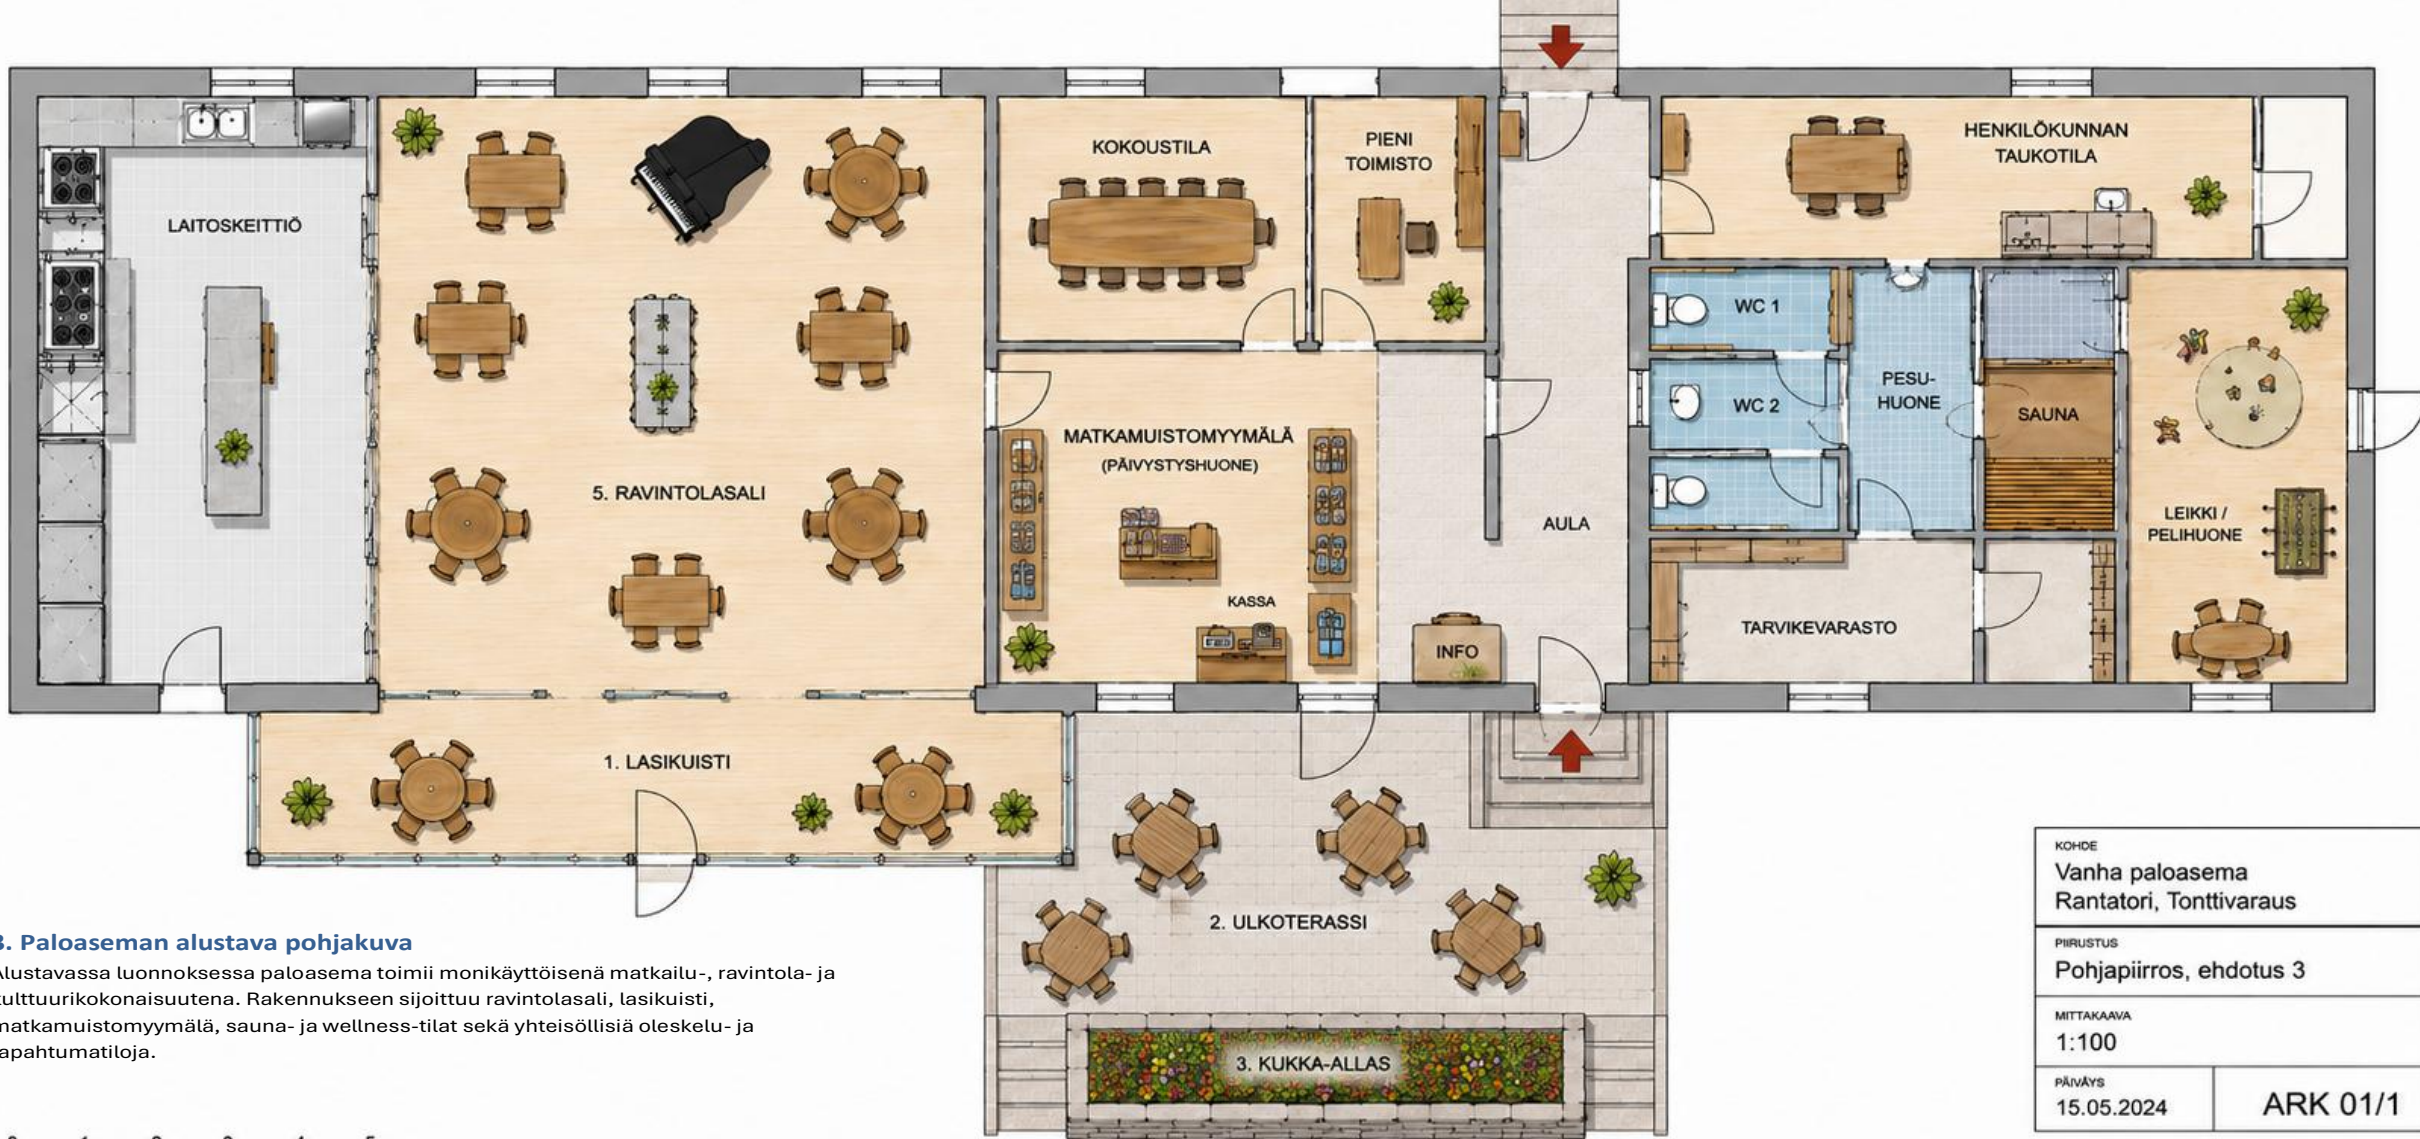 LAITOSKEITTIÖ
KOKOUSTILA
PIENI
TOIMISTO
HENKILÖKUNNAN
TAUKOTILA
WC 1
WC 2
PESU-
HUONE
SAUNA
MATKAMUISTOMYYMÄLÄ
(PÄIVYSTYSHUONE)
5. RAVINTOLASALI
AULA
LEIKKI /
PELIHUONE
KASSA
INFO
TARVIKEVARASTO
1. LASIKUISTI
2. ULKOTERASSI
3. KUKKA-ALLAS
3. Paloaseman alustava pohjakuva
Alustavassa luonnoksessa paloasema toimii monikäyttöisenä matkailu-, ravintola- ja
kulttuurikokonaisuutena. Rakennukseen sijoittuu ravintolasali, lasikuisti,
matkamuistomyymälä, sauna- ja wellness-tilat sekä yhteisöllisiä oleskelu- ja
tapahtumatiloja.
KOHDE
Vanha paloasema
Rantatori, Tonttivaraus
PIIRUSTUS
Pohjapiirros, ehdotus 3
MITTAKAAVA
1:100
PÄIVÄYS
15.05.2024
ARK 01/1